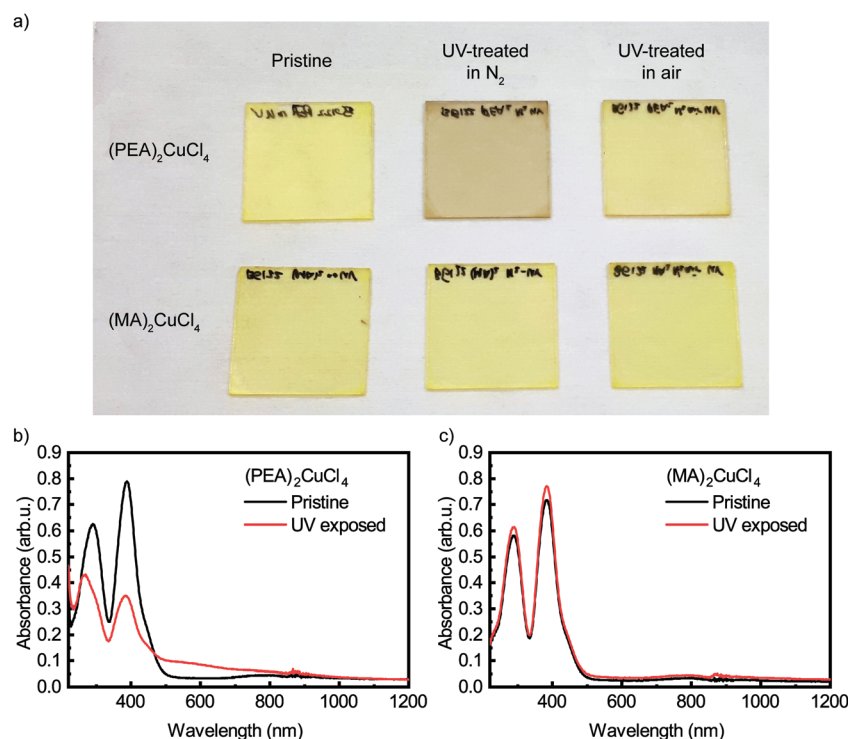 a)
Pristine
UV-treated
in N₂
UV-treated
in air
(PEA)₂CuCl₄
(MA)₂CuCl₄
b)
0.9
0.8
0.7
0.6
0.5
0.4
0.3
0.2
0.1
0.0
Absorbance (arb.u.)
(PEA)₂CuCl₄
Pristine
UV exposed
400 600 800 1000 1200
Wavelength (nm)
c)
0.9
0.8
0.7
0.6
0.5
0.4
0.3
0.2
0.1
0.0
Absorbance (arb.u.)
(MA)₂CuCl₄
Pristine
UV exposed
400 600 800 1000 1200
Wavelength (nm)